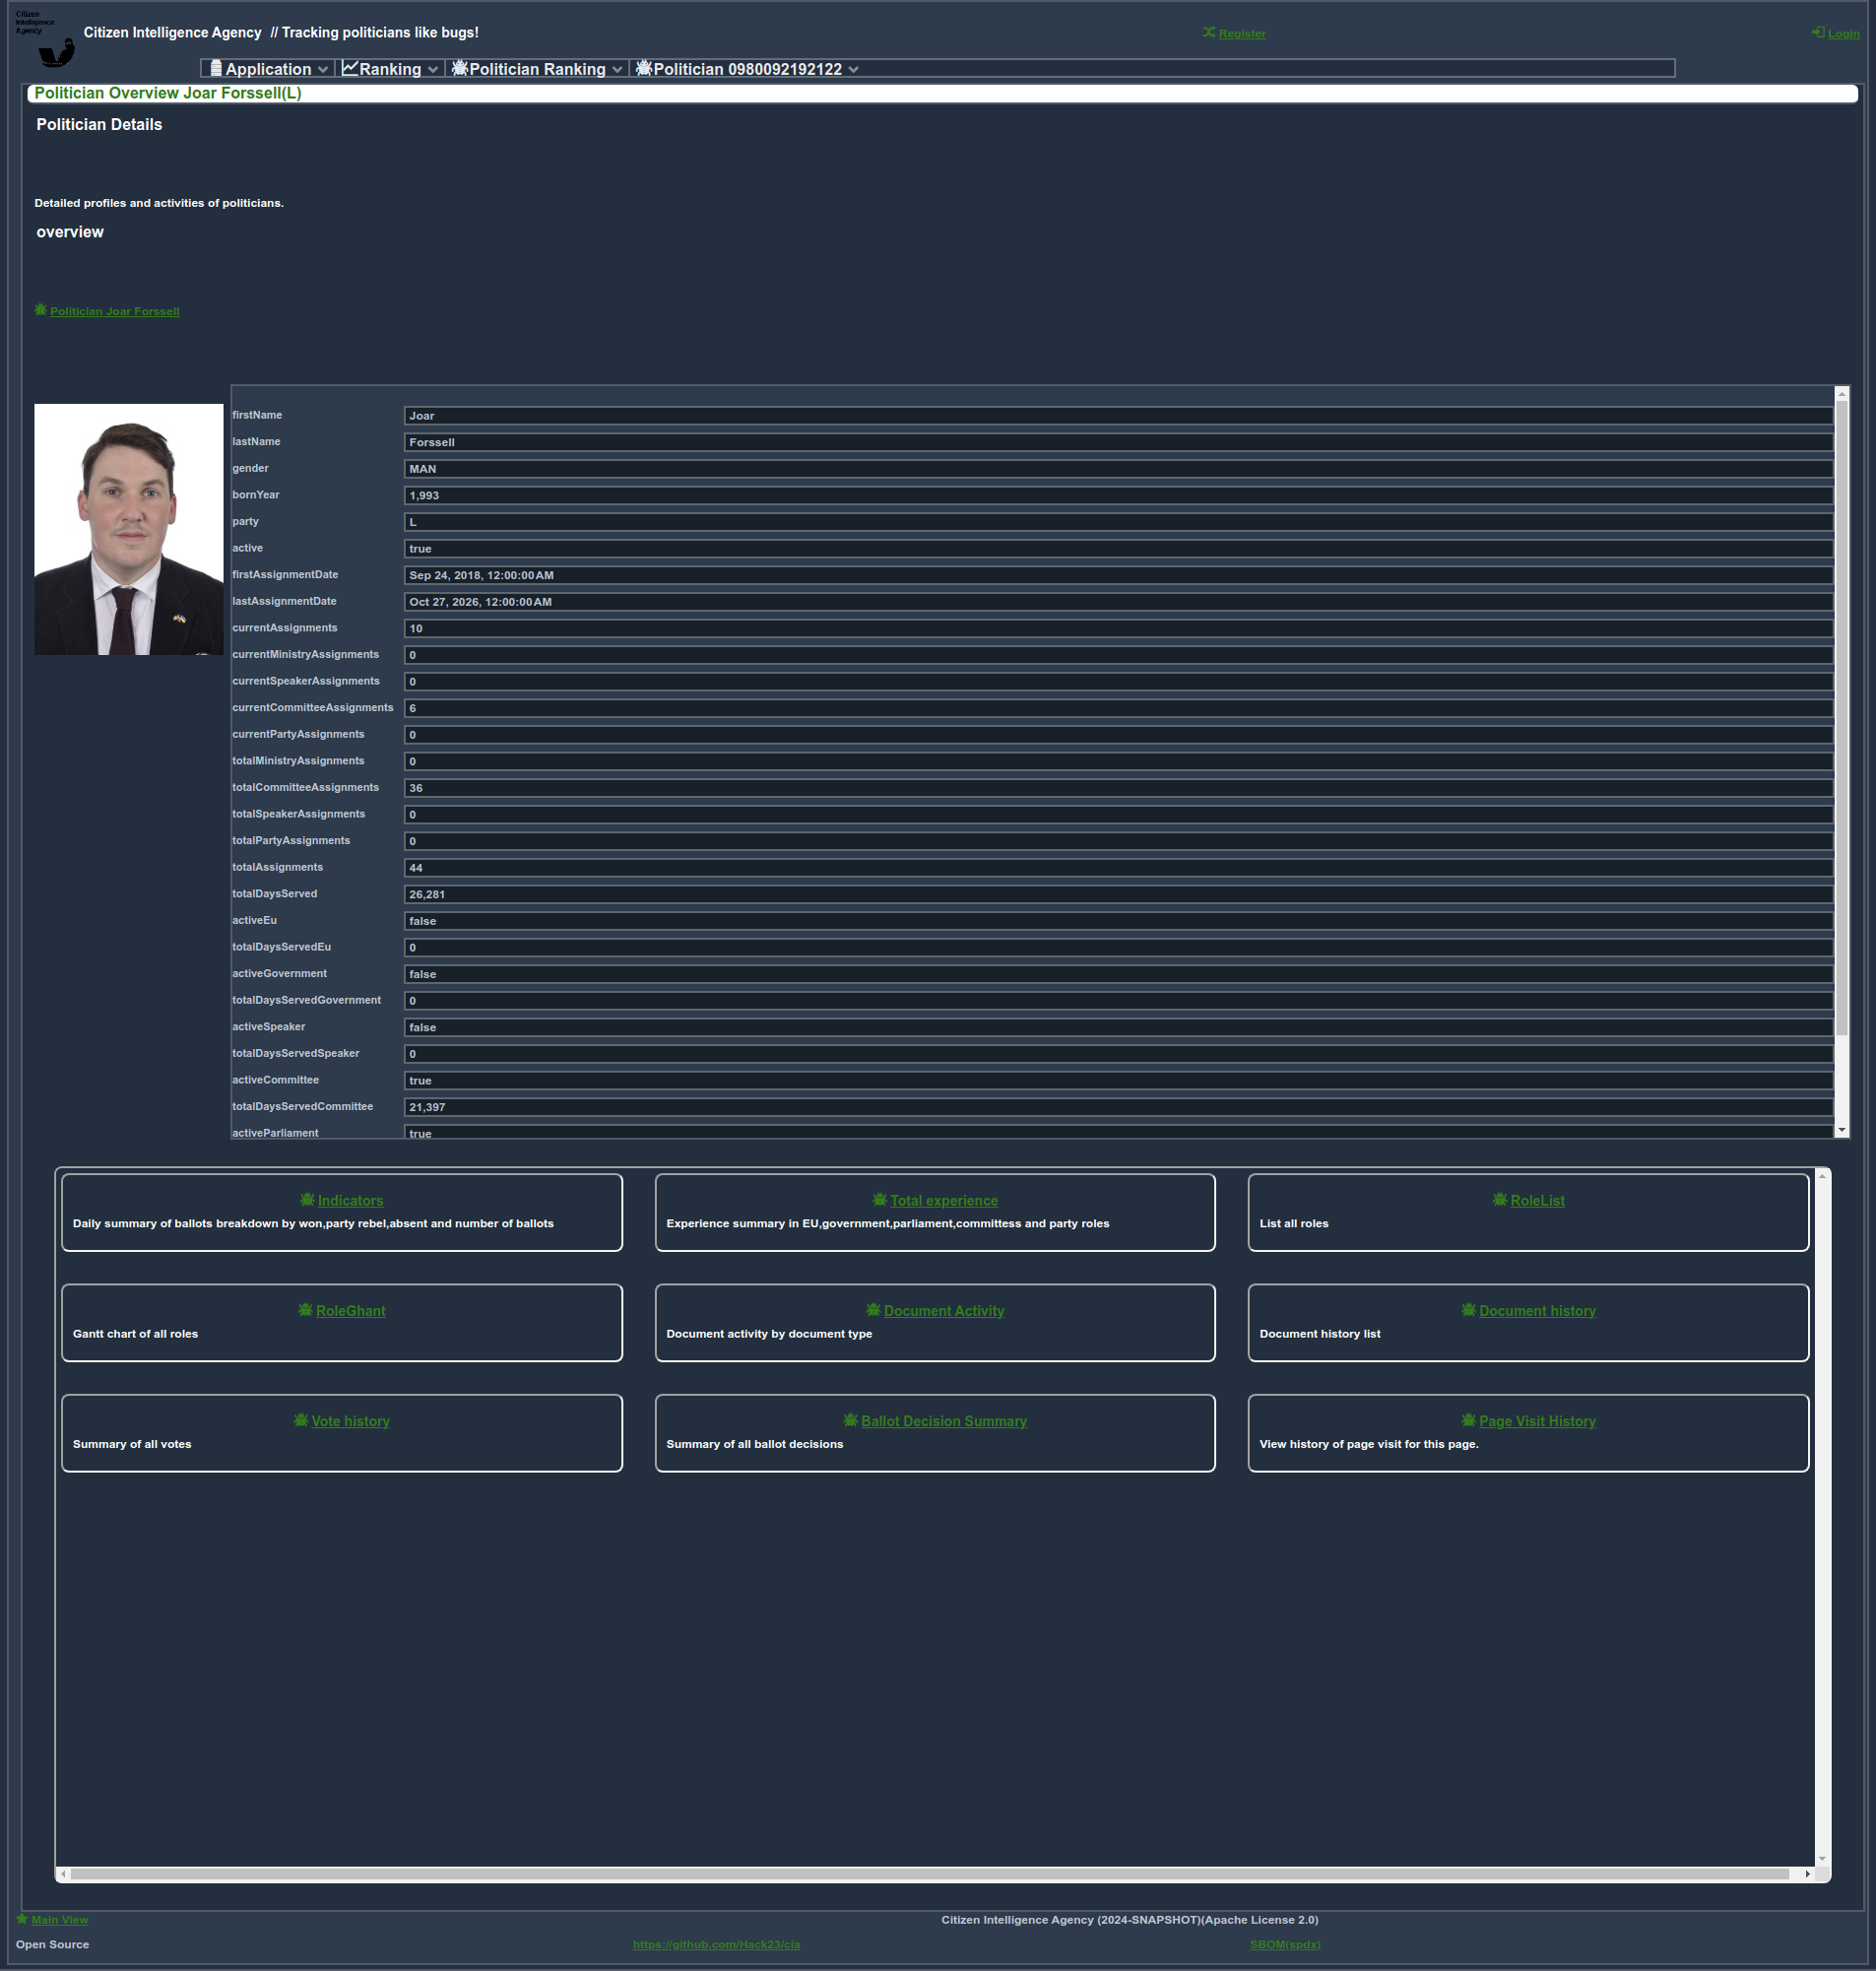 Citizen
Intelligence
Agency
Citizen Intelligence Agency // Tracking politicians like bugs!
Register
Login
Application
Ranking
Politician Ranking
Politician 0980092192122
Politician Overview Joar Forssell(L)
Politician Details
Detailed profiles and activities of politicians.
overview
Politician Joar Forssell
firstName Joar
lastName Forssell
gender MAN
bornYear 1,993
party L
active true
firstAssignmentDate Sep 24, 2018, 12:00:00 AM
lastAssignmentDate Oct 27, 2026, 12:00:00 AM
currentAssignments 10
currentMinistryAssignments 0
currentSpeakerAssignments 0
currentCommitteeAssignments 6
currentPartyAssignments 0
totalMinistryAssignments 0
totalCommitteeAssignments 36
totalSpeakerAssignments 0
totalPartyAssignments 0
totalAssignments 44
totalDaysServed 26,281
activeEu false
totalDaysServedEu 0
activeGovernment false
totalDaysServedGovernment 0
activeSpeaker false
totalDaysServedSpeaker 0
activeCommittee true
totalDaysServedCommittee 21,397
activeParliament true
Indicators
Daily summary of ballots breakdown by won,party rebel,absent and number of ballots
Total experience
Experience summary in EU,government,parliament,committess and party roles
RoleList
List all roles
RoleGhant
Gantt chart of all roles
Document Activity
Document activity by document type
Document history
Document history list
Vote history
Summary of all votes
Ballot Decision Summary
Summary of all ballot decisions
Page Visit History
View history of page visit for this page.
Main View
Citizen Intelligence Agency (2024-SNAPSHOT)(Apache License 2.0)
Open Source
https://github.com/Hack23/cia
SBOM(spdx)